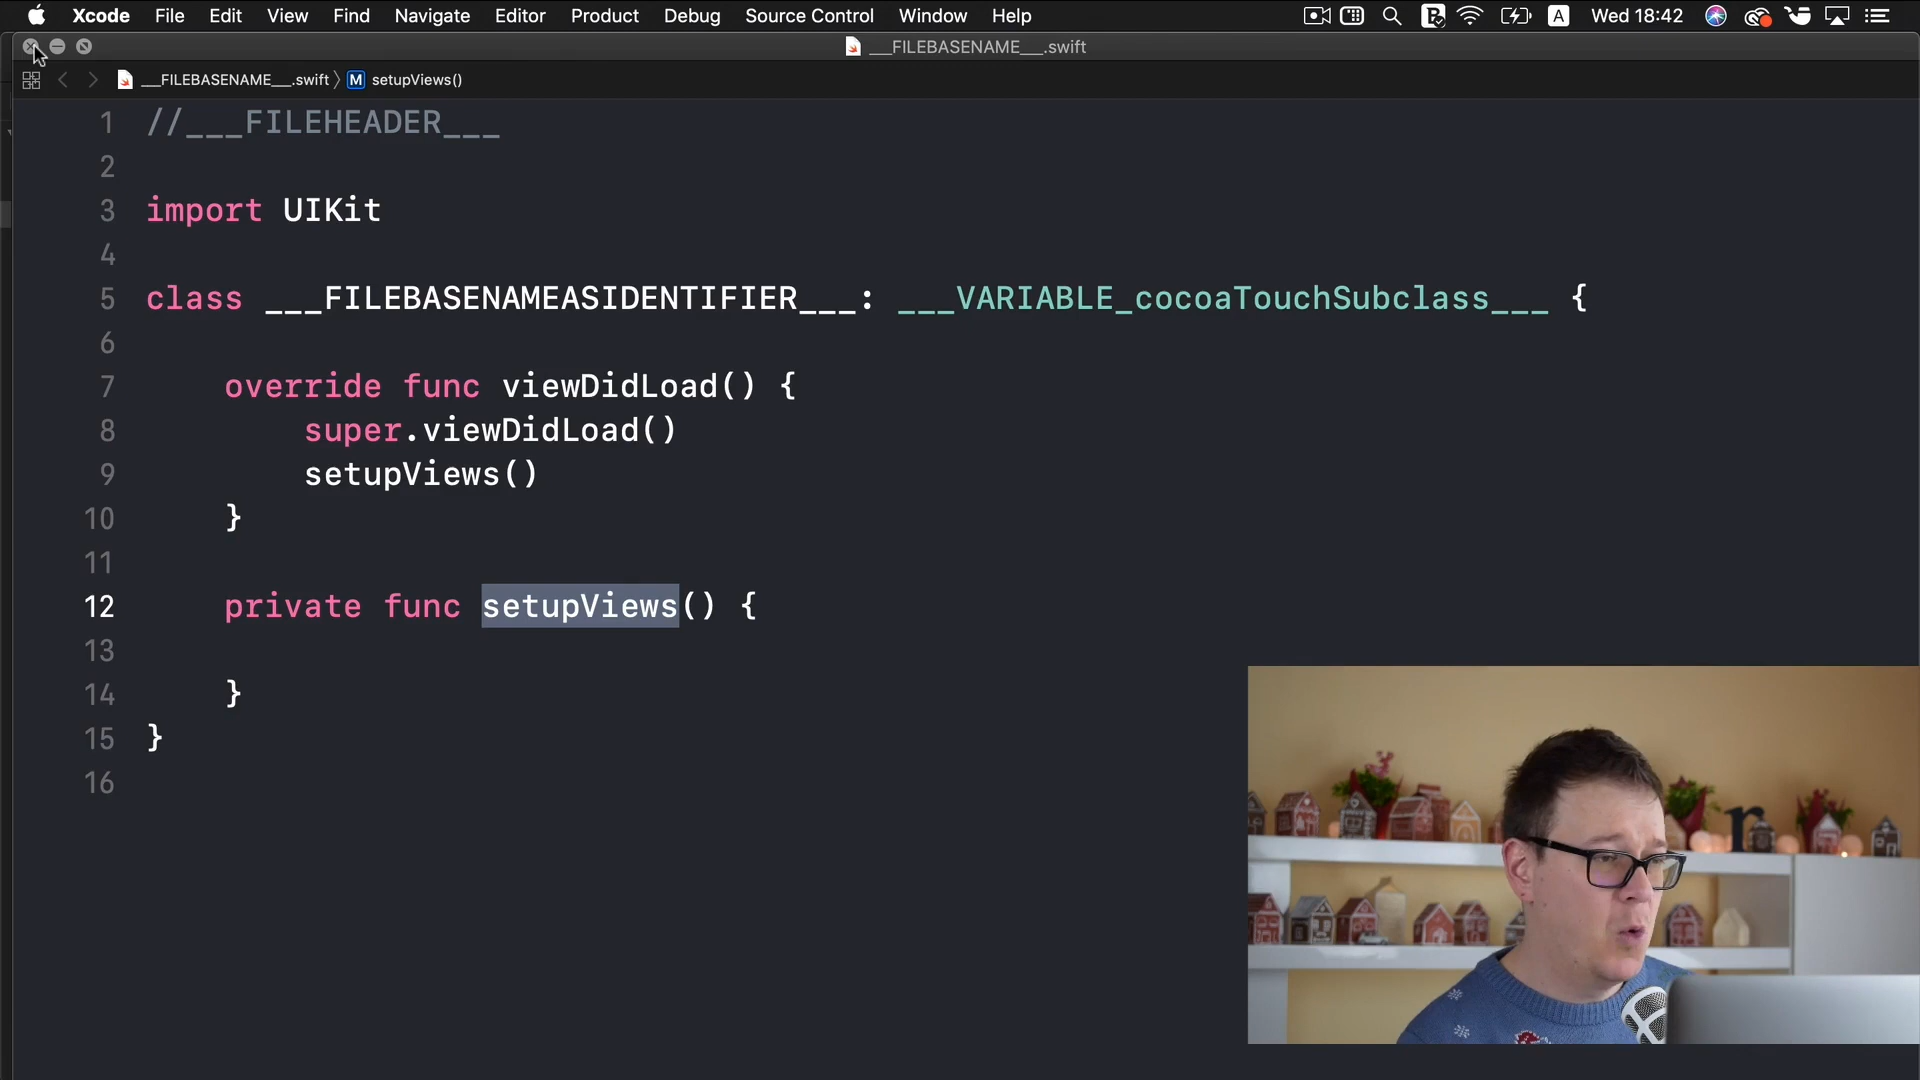 Xcode File Edit View Find Navigate Editor Product Debug Source Control Window Help A Wed 18:42
___FILEBASENAME___.swift
___FILEBASENAME___.swift M setupViews()
1 //___FILEHEADER___
2
3 import UIKit
4
5 class ___FILEBASENAMEASIDENTIFIER___: ___VARIABLE_cocoaTouchSubclass___ {
6
7 override func viewDidLoad() {
8 super.viewDidLoad()
9 setupViews()
10 }
11
12 private func setupViews() {
13
14 }
15 }
16
r